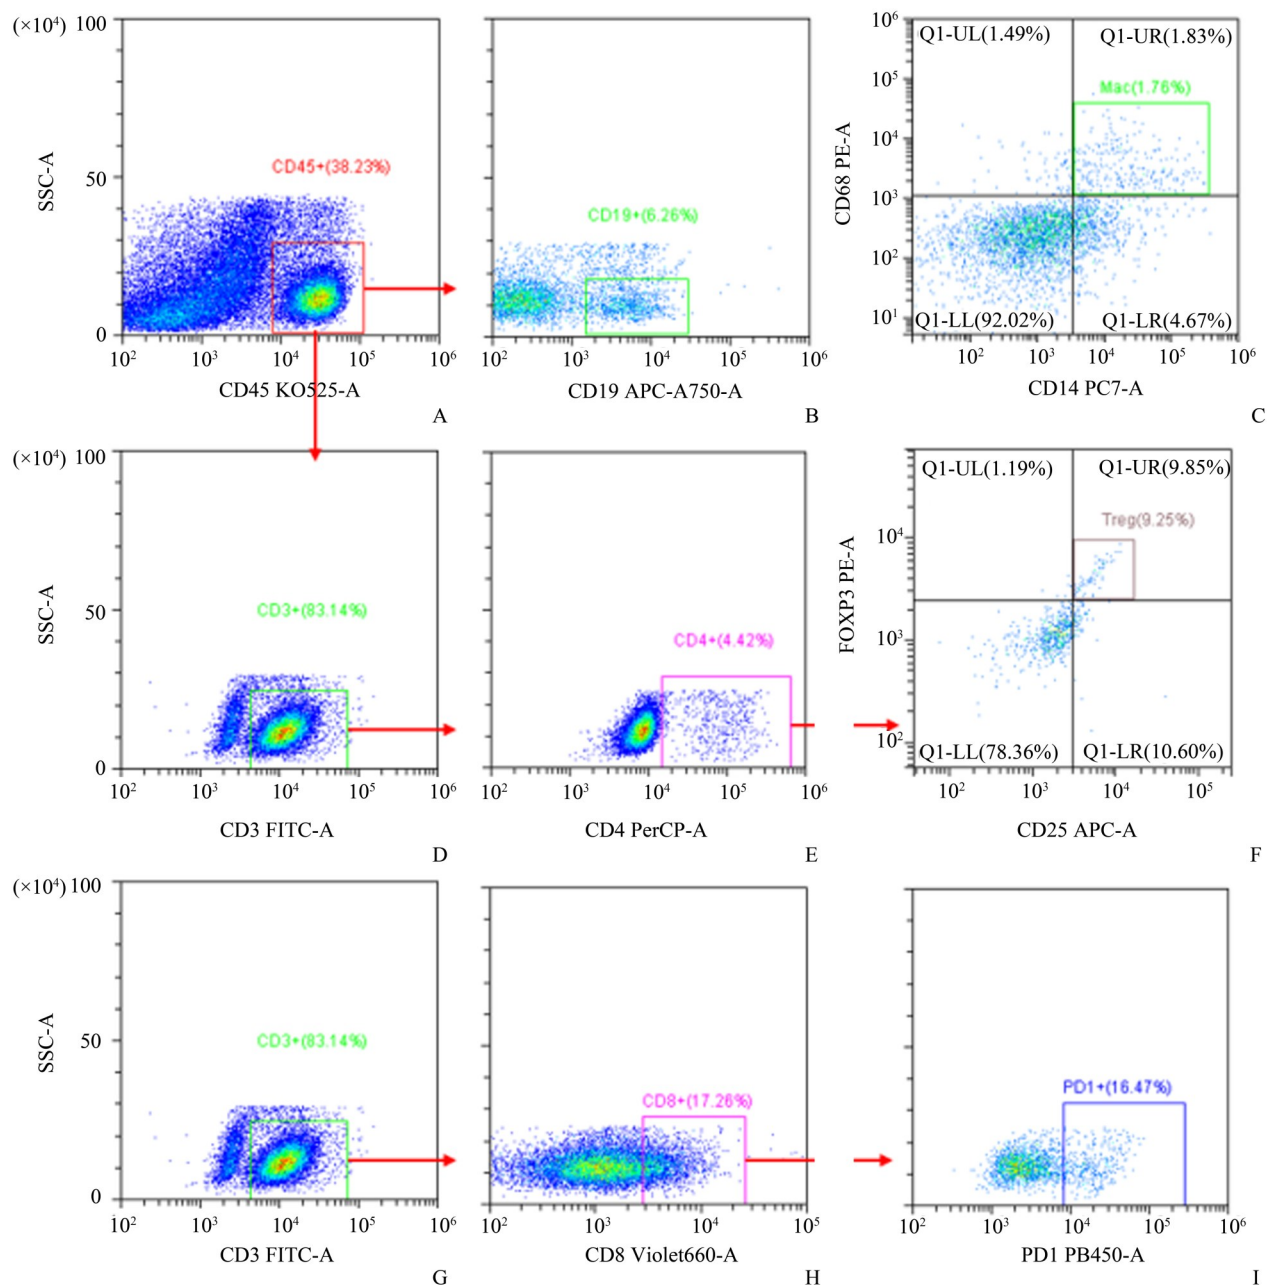 (×10⁴) 100
50
0
SSC-A
CD45+(38.23%)
10² 10³ 10⁴ 10⁵ 10⁶
CD45 KO525-A
A
CD19+(6.26%)
10² 10³ 10⁴ 10⁵ 10⁶
CD19 APC-A750-A
B
10⁶
10⁵
10⁴
10³
10²
10¹
CD68 PE-A
Q1-UL(1.49%) Q1-UR(1.83%)
Mac(1.76%)
Q1-LL(92.02%) Q1-LR(4.67%)
10² 10³ 10⁴ 10⁵ 10⁶
CD14 PC7-A
C
(×10⁴) 100
50
0
SSC-A
CD3+(83.14%)
10² 10³ 10⁴ 10⁵ 10⁶
CD3 FITC-A
D
CD4+(4.42%)
10² 10³ 10⁴ 10⁵ 10⁶
CD4 PerCP-A
E
10⁴
10³
10²
FOXP3 PE-A
Q1-UL(1.19%) Q1-UR(9.85%)
Treg(9.25%)
Q1-LL(78.36%) Q1-LR(10.60%)
10² 10³ 10⁴ 10⁵
CD25 APC-A
F
(×10⁴) 100
50
0
SSC-A
CD3+(83.14%)
10² 10³ 10⁴ 10⁵ 10⁶
CD3 FITC-A
G
CD8+(17.26%)
10² 10³ 10⁴ 10⁵
CD8 Violet660-A
H
PD1+(16.47%)
10² 10³ 10⁴ 10⁵ 10⁶
PD1 PB450-A
I